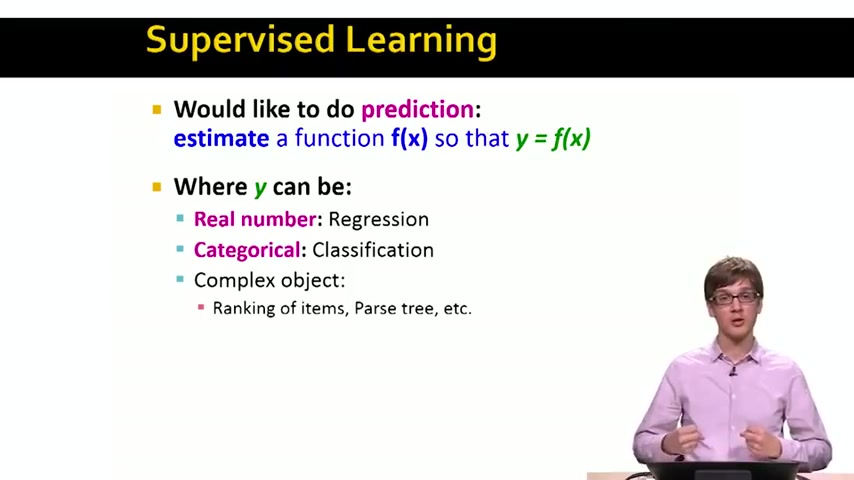 Supervised Learning
Would like to do prediction:
estimate a function f(x) so that y = f(x)
Where y can be:
Real number: Regression
Categorical: Classification
Complex object:
Ranking of items, Parse tree, etc.